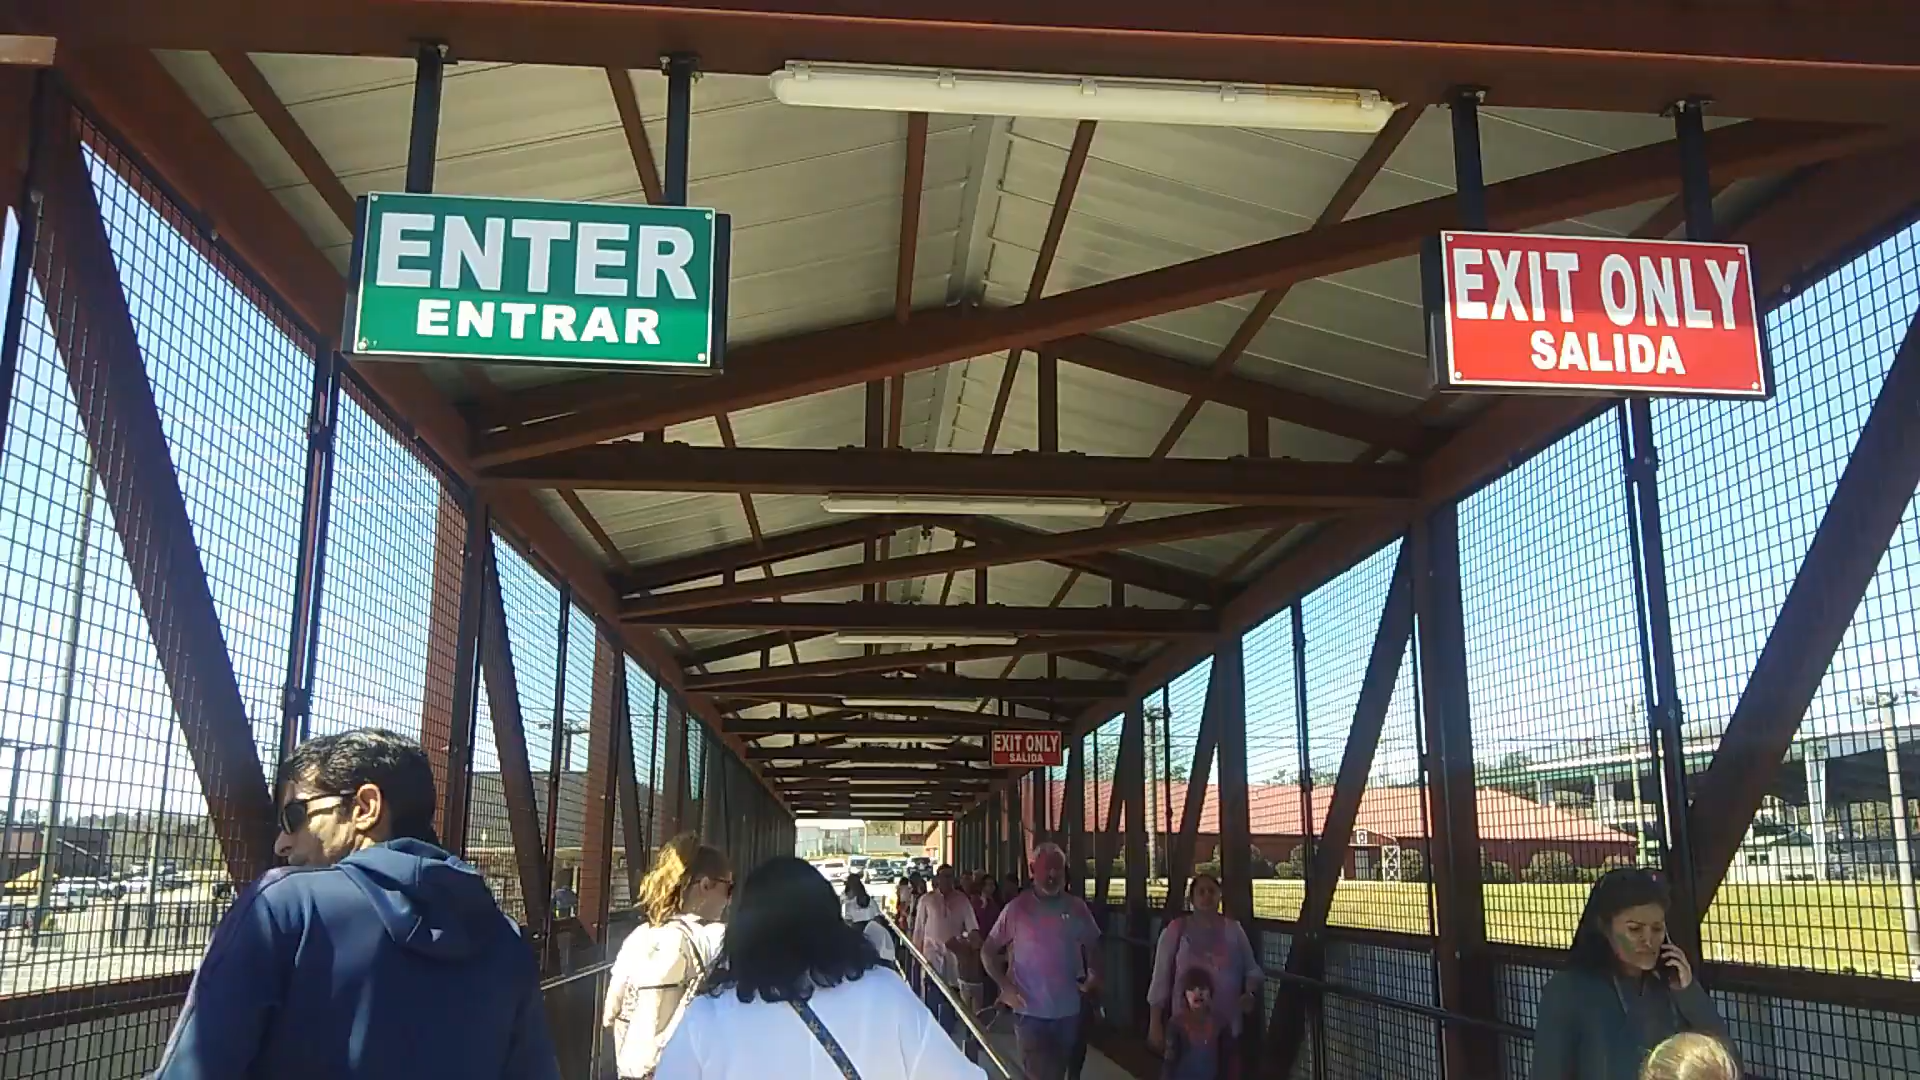 ENTER
ENTRAR
EXIT ONLY
SALIDA
EXIT ONLY
SALIDA